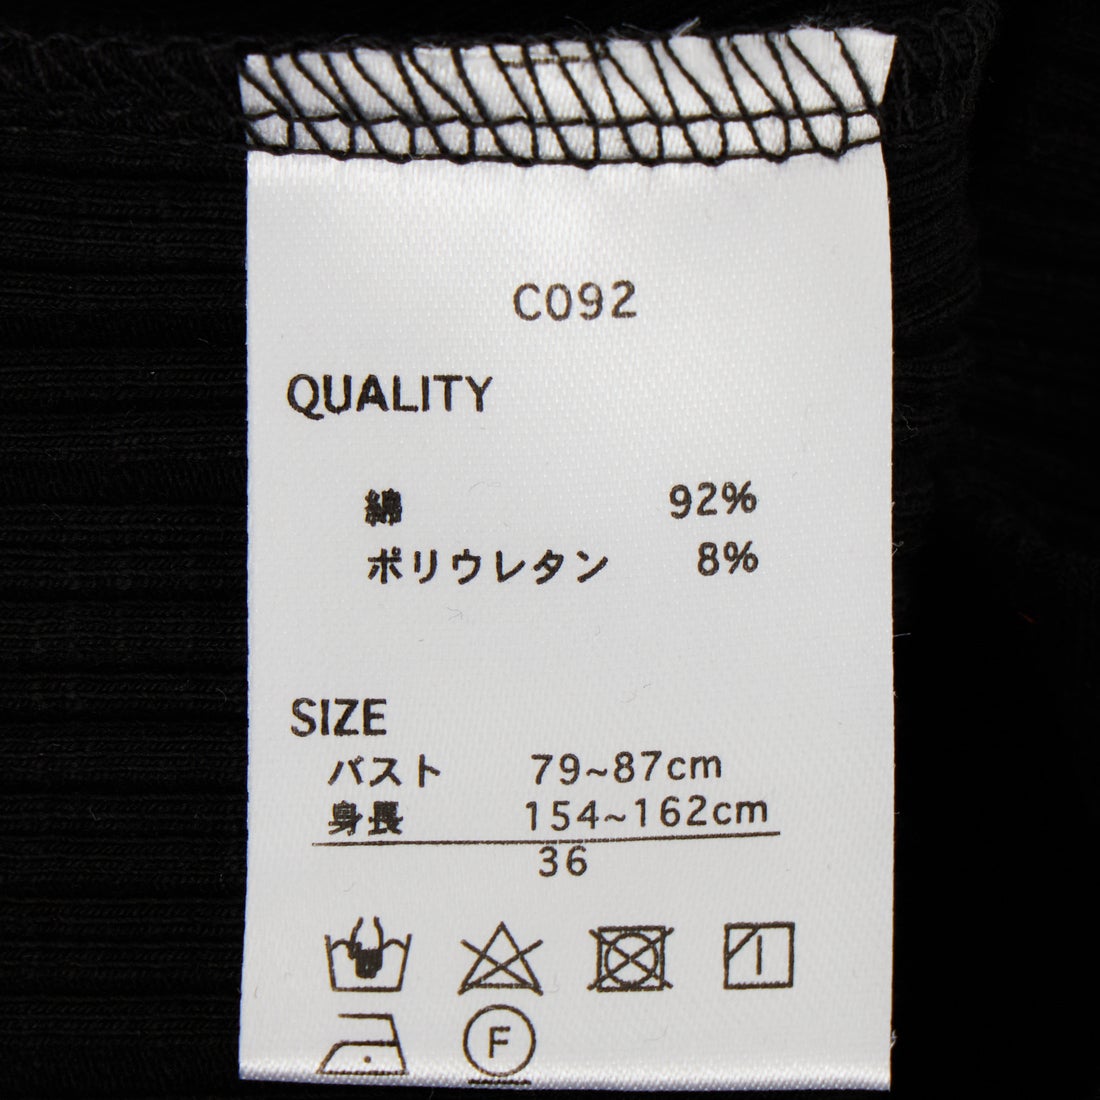 C092
QUALITY
綿 92%
ポリウレタン 8%
SIZE
バスト 79~87cm
身長 154~162cm
36
F